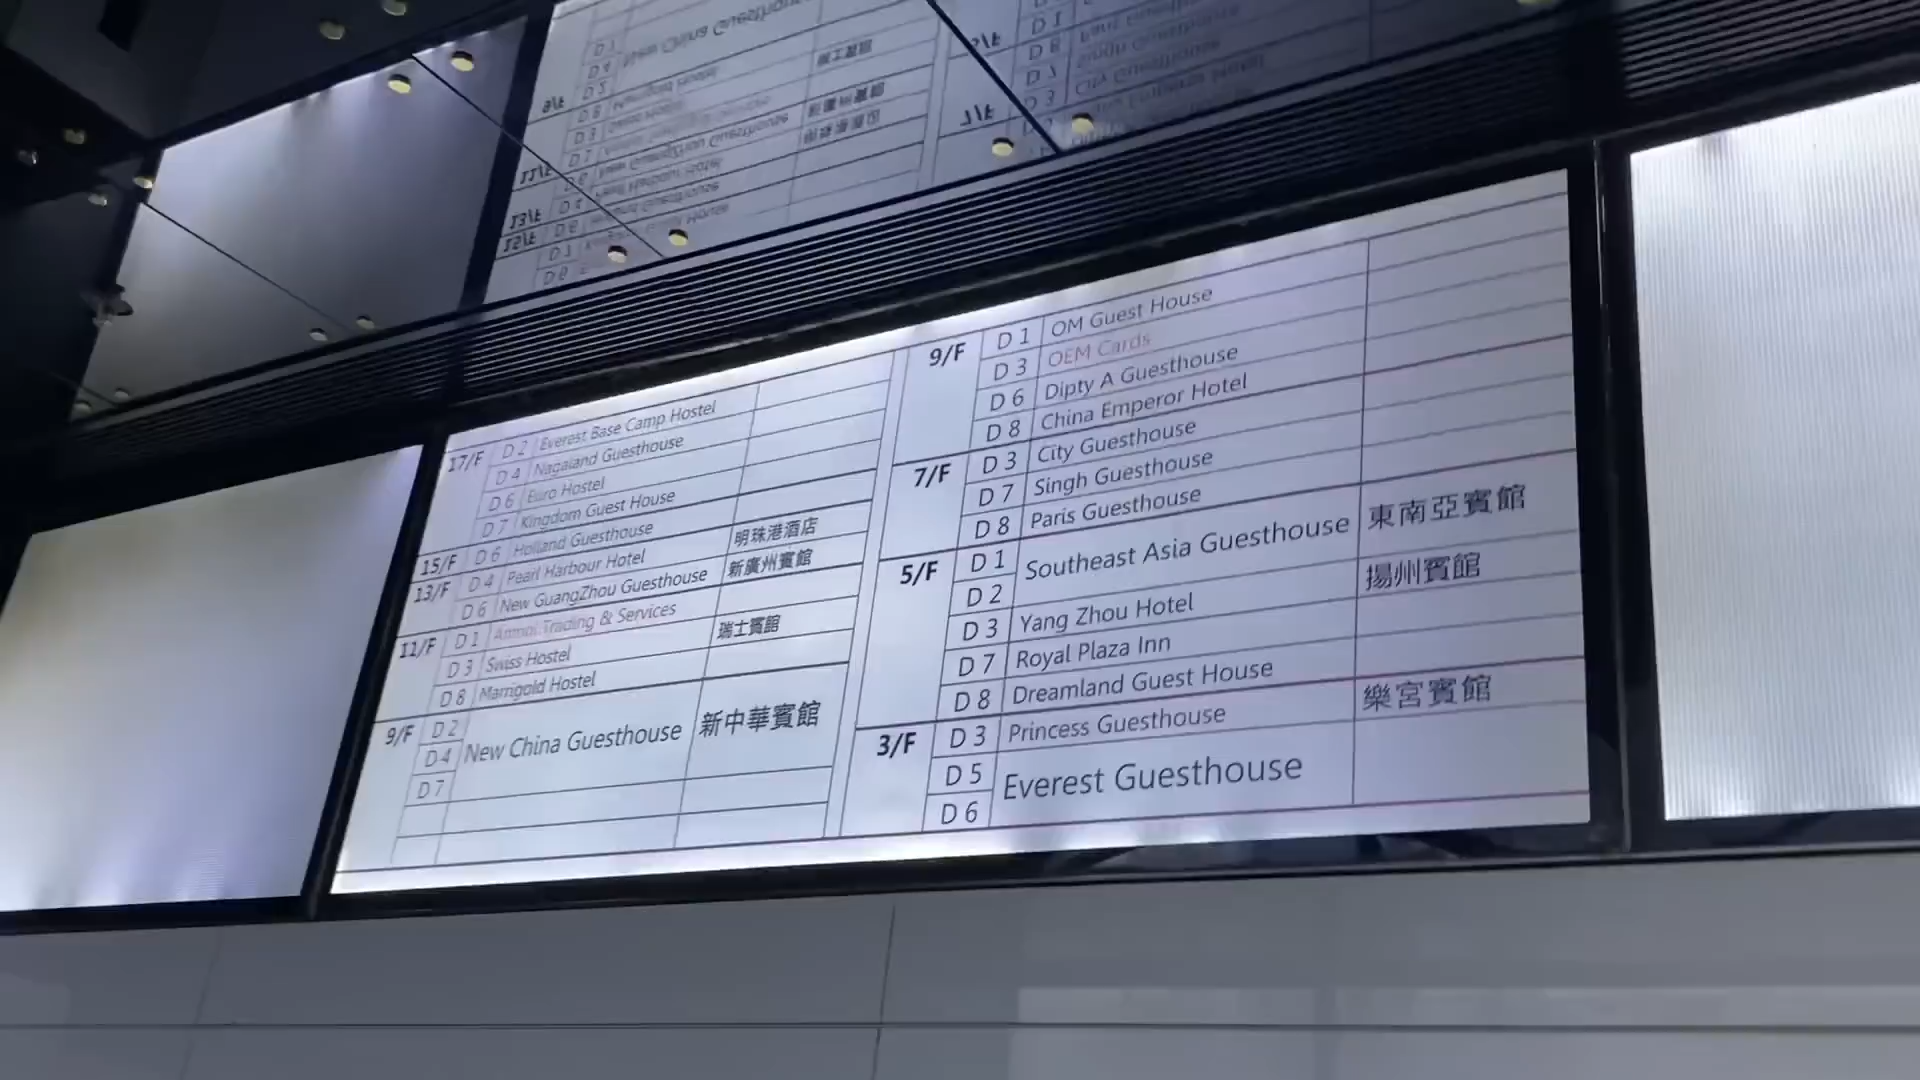 17/F D 2 Everest Base Camp Hostel
D 4 Nagaland Guesthouse
D 6 Euro Hostel
D 7 Kingdom Guest House
15/F D 6 Holland Guesthouse
13/F D 4 Pearl Harbour Hotel 明珠港酒店
D 6 New GuangZhou Guesthouse 新廣州賓館
11/F D 1 Trading & Services
D 3 Swiss Hostel 瑞士賓館
D 8 Marrigold Hostel
9/F D 2
D 4 New China Guesthouse 新中華賓館
D 7
9/F D 1 OM Guest House
D 3 OEM Cards
D 6 Dipty A Guesthouse
D 8 China Emperor Hotel
7/F D 3 City Guesthouse
D 7 Singh Guesthouse
D 8 Paris Guesthouse
5/F D 1 Southeast Asia Guesthouse 東南亞賓館
D 2
D 3 Yang Zhou Hotel 揚州賓館
D 7 Royal Plaza Inn
D 8 Dreamland Guest House
3/F D 3 Princess Guesthouse 樂宮賓館
D 5 Everest Guesthouse
D 6